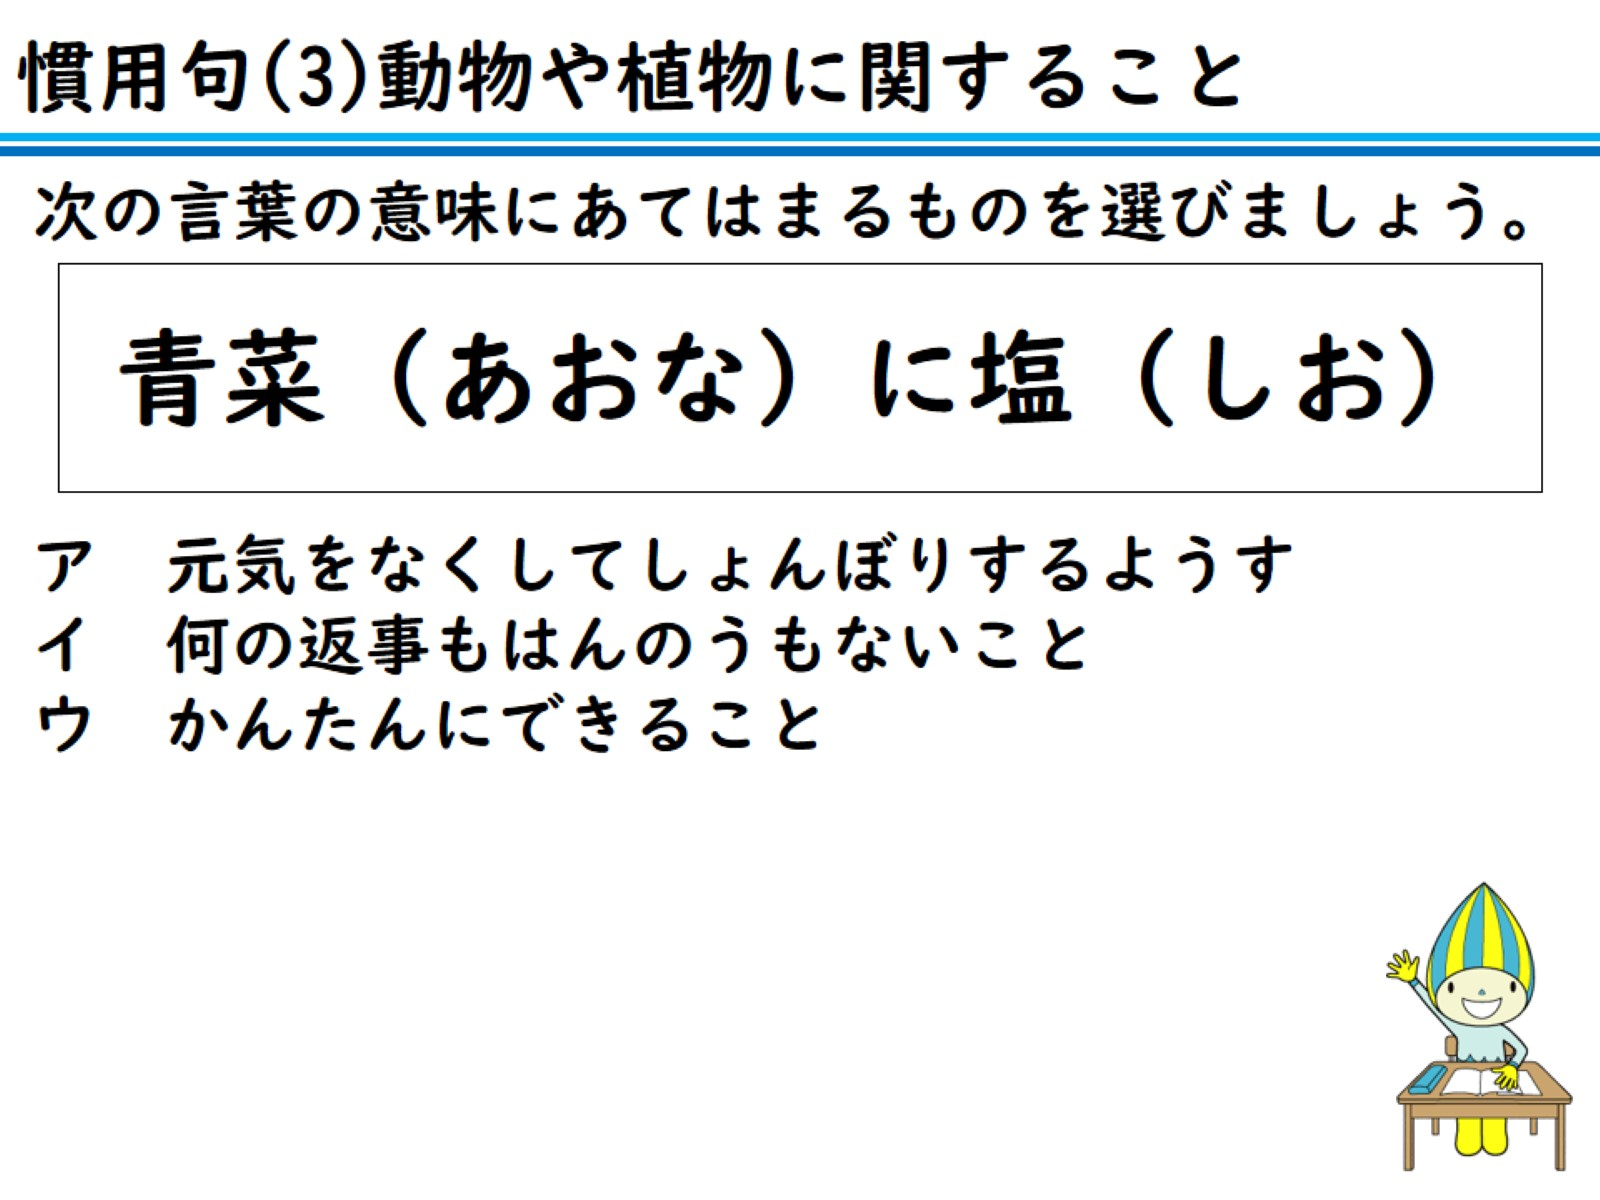 慣用句(3)動物や植物に関すること
次の言葉の意味にあてはまるものを選びましょう。
青菜（あおな）に塩（しお）
ア　元気をなくしてしょんぼりするようす
イ　何の返事もはんのうもないこと
ウ　かんたんにできること